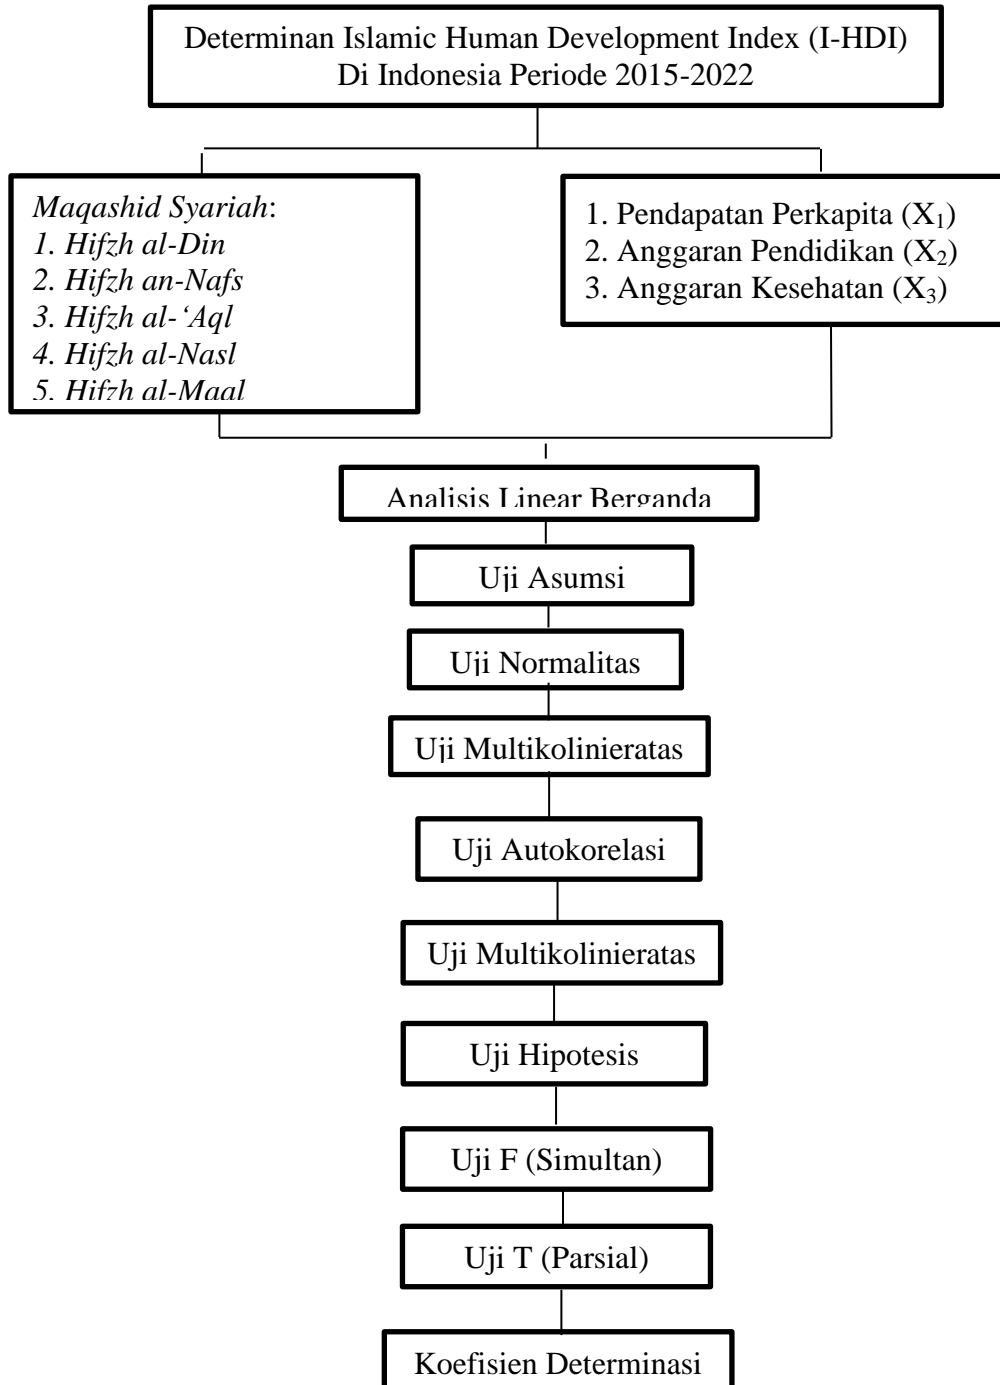 Determinan Islamic Human Development Index (I-HDI)
Di Indonesia Periode 2015-2022
Maqashid Syariah:
1. Hifzh al-Din
2. Hifzh an-Nafs
3. Hifzh al-‘Aql
4. Hifzh al-Nasl
5. Hifzh al-Maal
1. Pendapatan Perkapita (X₁)
2. Anggaran Pendidikan (X₂)
3. Anggaran Kesehatan (X₃)
Analisis Linear Berganda
Uji Asumsi
Uji Normalitas
Uji Multikolinieratas
Uji Autokorelasi
Uji Multikolinieratas
Uji Hipotesis
Uji F (Simultan)
Uji T (Parsial)
Koefisien Determinasi